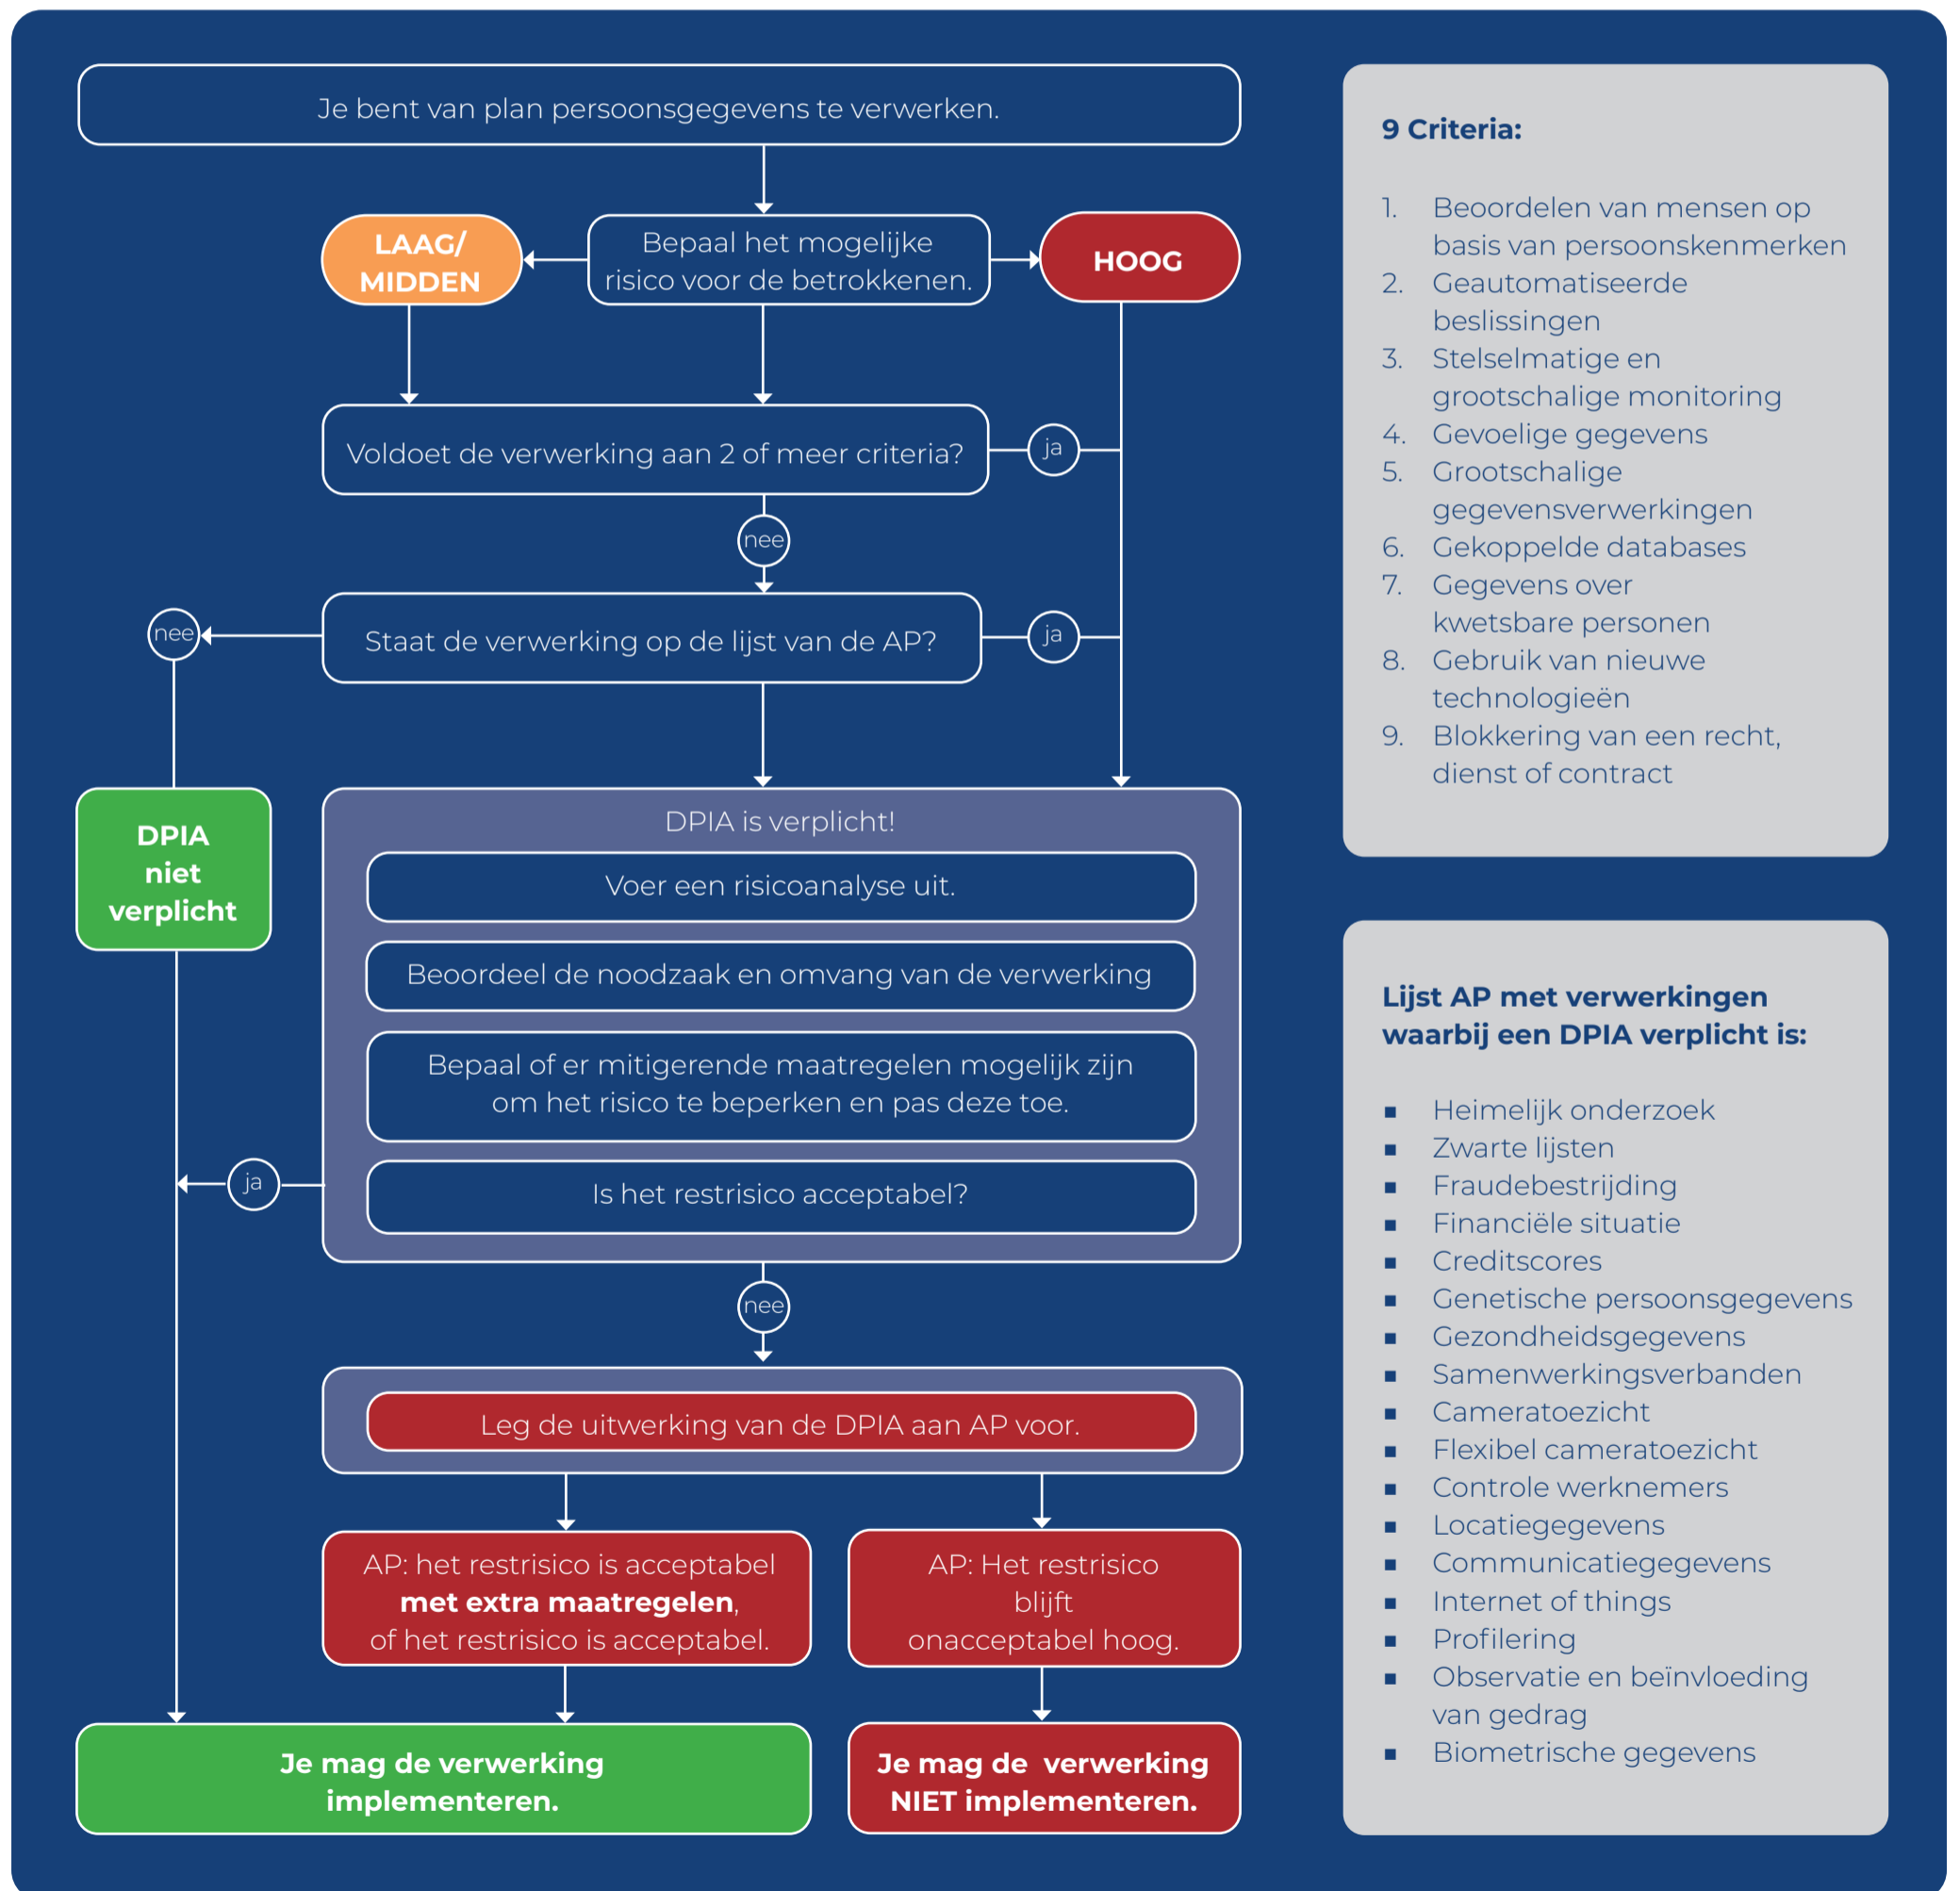 Je bent van plan persoonsgegevens te verwerken.
LAAG/
MIDDEN
Bepaal het mogelijke
risico voor de betrokkenen.
HOOG
Voldoet de verwerking aan 2 of meer criteria?
ja
nee
nee
Staat de verwerking op de lijst van de AP?
ja
DPIA
niet
verplicht
DPIA is verplicht!
Voer een risicoanalyse uit.
Beoordeel de noodzaak en omvang van de verwerking
Bepaal of er mitigerende maatregelen mogelijk zijn
om het risico te beperken en pas deze toe.
ja
Is het restrisico acceptabel?
nee
Leg de uitwerking van de DPIA aan AP voor.
AP: het restrisico is acceptabel
met extra maatregelen,
of het restrisico is acceptabel.
AP: Het restrisico
blijft
onacceptabel hoog.
Je mag de verwerking
implementeren.
Je mag de verwerking
NIET implementeren.
9 Criteria:
1. Beoordelen van mensen op
basis van persoonskenmerken
2. Geautomatiseerde
beslissingen
3. Stelselmatige en
grootschalige monitoring
4. Gevoelige gegevens
5. Grootschalige
gegevensverwerkingen
6. Gekoppelde databases
7. Gegevens over
kwetsbare personen
8. Gebruik van nieuwe
technologieën
9. Blokkering van een recht,
dienst of contract
Lijst AP met verwerkingen
waarbij een DPIA verplicht is:
▪ Heimelijk onderzoek
▪ Zwarte lijsten
▪ Fraudebestrijding
▪ Financiële situatie
▪ Creditscores
▪ Genetische persoonsgegevens
▪ Gezondheidsgegevens
▪ Samenwerkingsverbanden
▪ Cameratoezicht
▪ Flexibel cameratoezicht
▪ Controle werknemers
▪ Locatiegegevens
▪ Communicatiegegevens
▪ Internet of things
▪ Profilering
▪ Observatie en beïnvloeding
van gedrag
▪ Biometrische gegevens